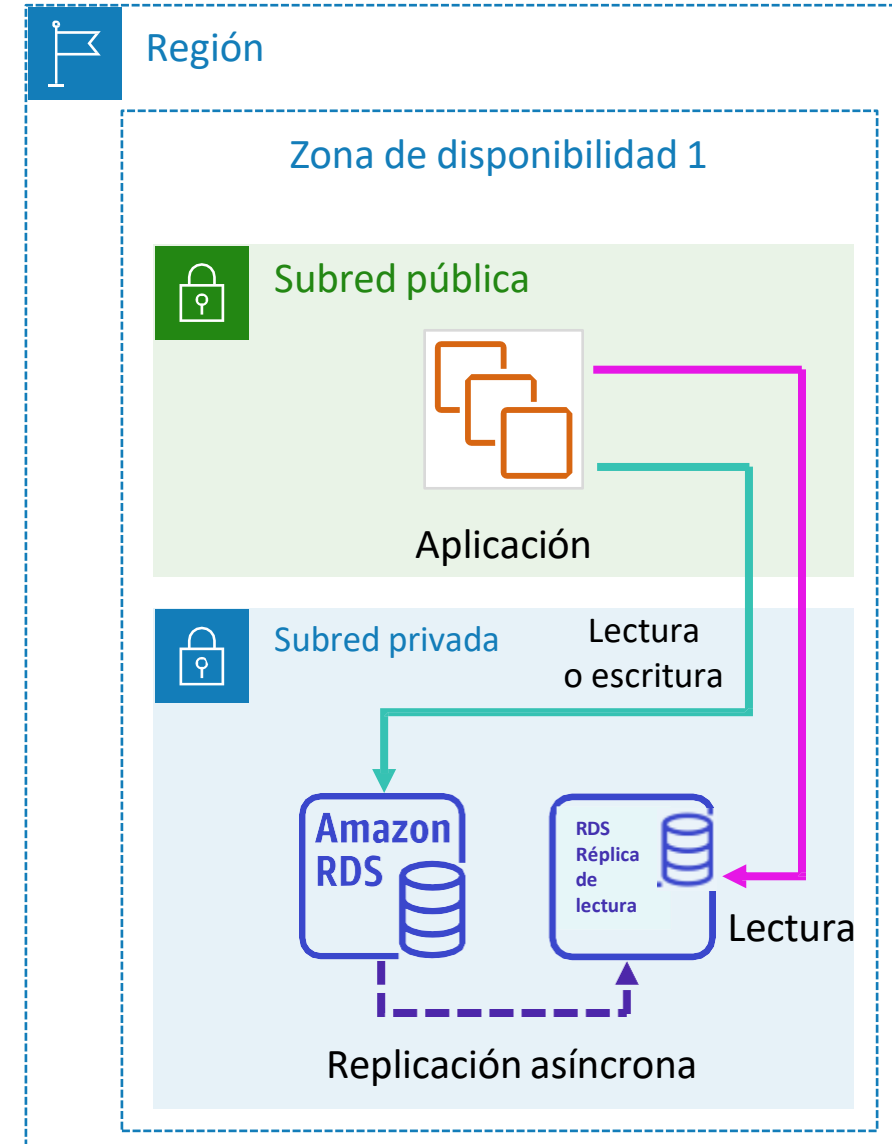 Región
Zona de disponibilidad 1
Subred pública
Aplicación
Subred privada
Lectura
o escritura
Amazon
RDS
RDS
Réplica
de
lectura
Lectura
Replicación asíncrona